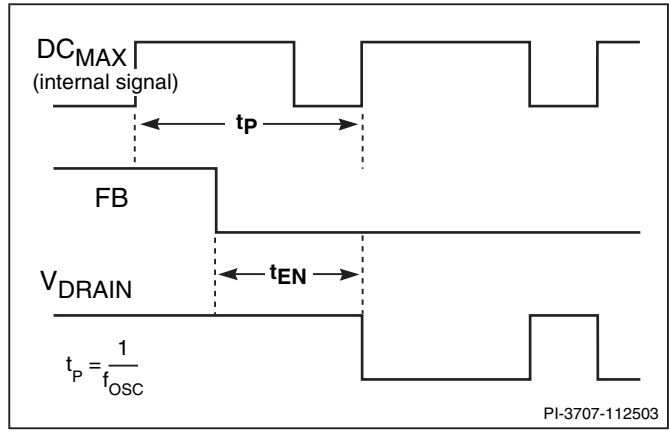 DCMAX
(internal signal)
tP
FB
tEN
VDRAIN
tP = 1/fOSC
PI-3707-112503